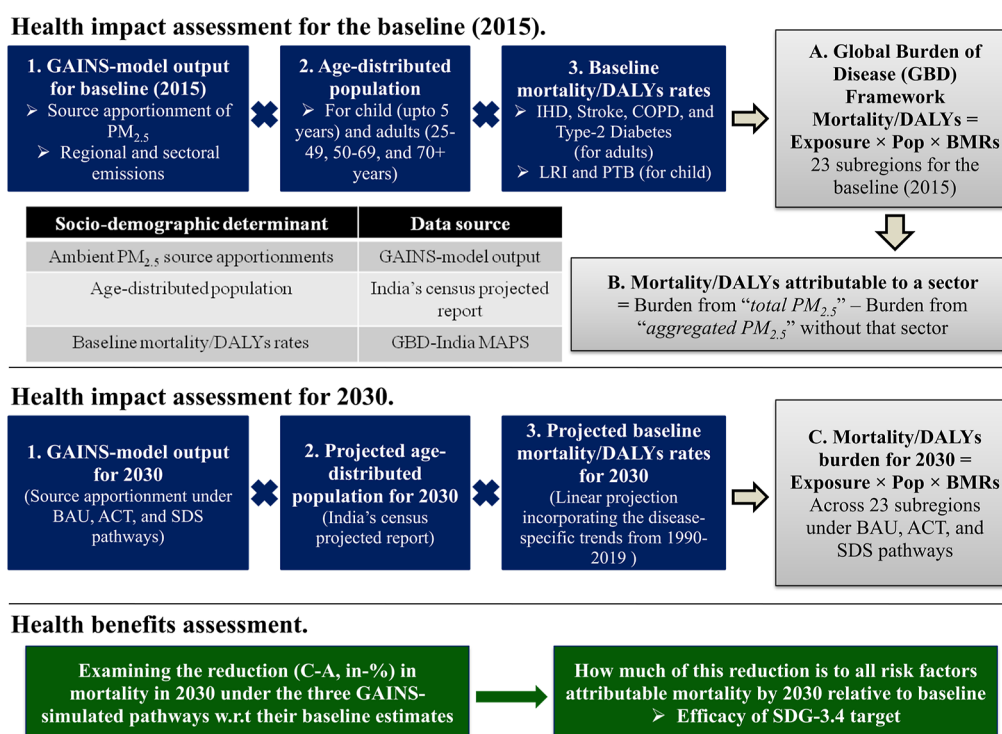 Health impact assessment for the baseline (2015).
1. GAINS-model output
for baseline (2015)
➢ Source apportionment of
PM2.5
➢ Regional and sectoral
emissions
2. Age-distributed
population
➢ For child (upto 5
years) and adults (25-
49, 50-69, and 70+
years)
3. Baseline
mortality/DALYs rates
➢ IHD, Stroke, COPD, and
Type-2 Diabetes
(for adults)
➢ LRI and PTB (for child)
A. Global Burden of
Disease (GBD)
Framework
Mortality/DALYs =
Exposure × Pop × BMRs
23 subregions for the
baseline (2015)
Socio-demographic determinant
Data source
Ambient PM2.5 source apportionments
GAINS-model output
Age-distributed population
India's census projected
report
Baseline mortality/DALYs rates
GBD-India MAPS
B. Mortality/DALYs attributable to a sector
= Burden from “total PM2.5” – Burden from
“aggregated PM2.5” without that sector
Health impact assessment for 2030.
1. GAINS-model output
for 2030
(Source apportionment under
BAU, ACT, and SDS
pathways)
2. Projected age-
distributed
population for 2030
(India's census
projected report)
3. Projected baseline
mortality/DALYs rates
for 2030
(Linear projection
incorporating the disease-
specific trends from 1990-
2019 )
C. Mortality/DALYs
burden for 2030 =
Exposure × Pop × BMRs
Across 23 subregions
under BAU, ACT, and
SDS pathways
Health benefits assessment.
Examining the reduction (C-A, in-%) in
mortality in 2030 under the three GAINS-
simulated pathways w.r.t their baseline estimates
How much of this reduction is to all risk factors
attributable mortality by 2030 relative to baseline
➢ Efficacy of SDG-3.4 target